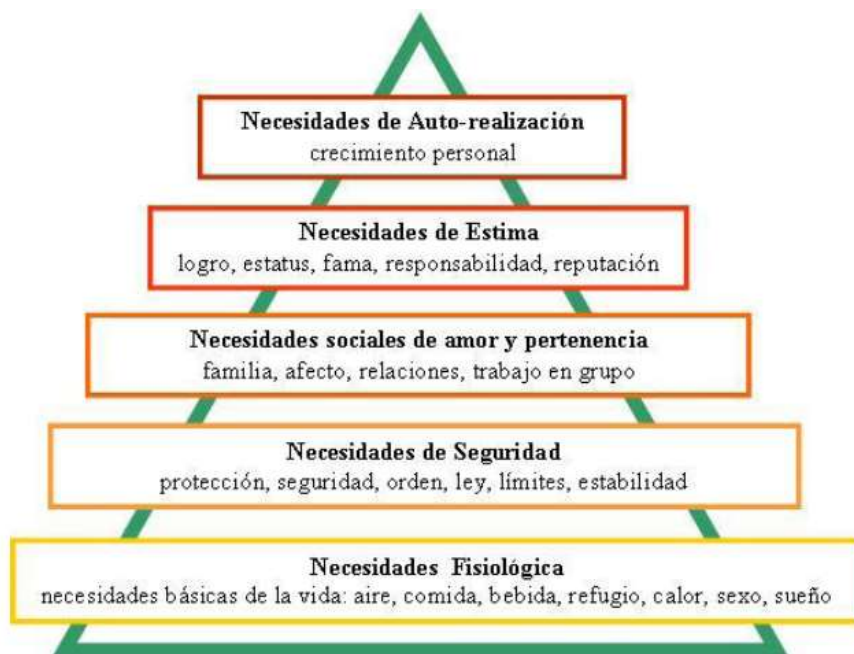 Necesidades de Auto-realización
crecimiento personal
Necesidades de Estima
logro, estatus, fama, responsabilidad, reputación
Necesidades sociales de amor y pertenencia
familia, afecto, relaciones, trabajo en grupo
Necesidades de Seguridad
protección, seguridad, orden, ley, límites, estabilidad
Necesidades Fisiológica
necesidades básicas de la vida: aire, comida, bebida, refugio, calor, sexo, sueño